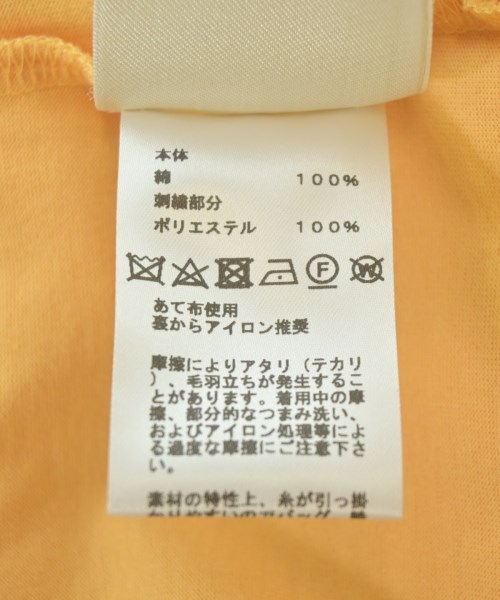 本体
綿 100%
刺繍部分
ポリエステル 100%
F W
あて布使用
裏からアイロン推奨
摩擦によりアタリ(テカリ
)、毛羽立ちが発生するこ
とがあります。着用中の摩
擦、部分的なつまみ洗い、
およびアイロン処理等によ
る過度な摩擦にご注意下さ
い。
素材の特性上、糸が引っ掛